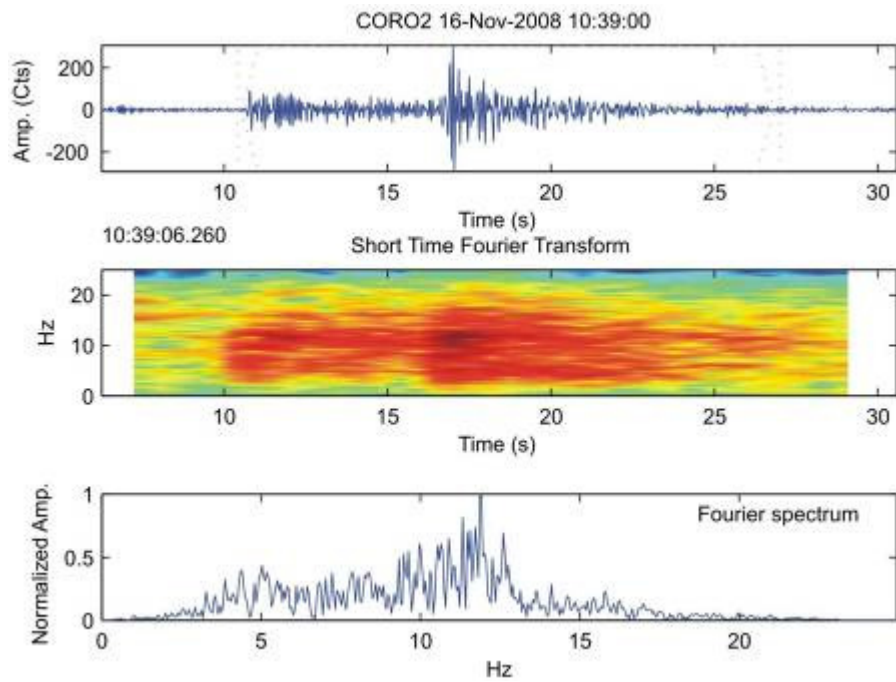 CORO2 16-Nov-2008 10:39:00
Amp. (Cts)
200
0
-200
10 15 20 25 30
Time (s)
10:39:06.260
Short Time Fourier Transform
Hz
20
10
0
10 15 20 25 30
Time (s)
Normalized Amp.
1
0.5
0
Fourier spectrum
0 5 10 15 20
Hz